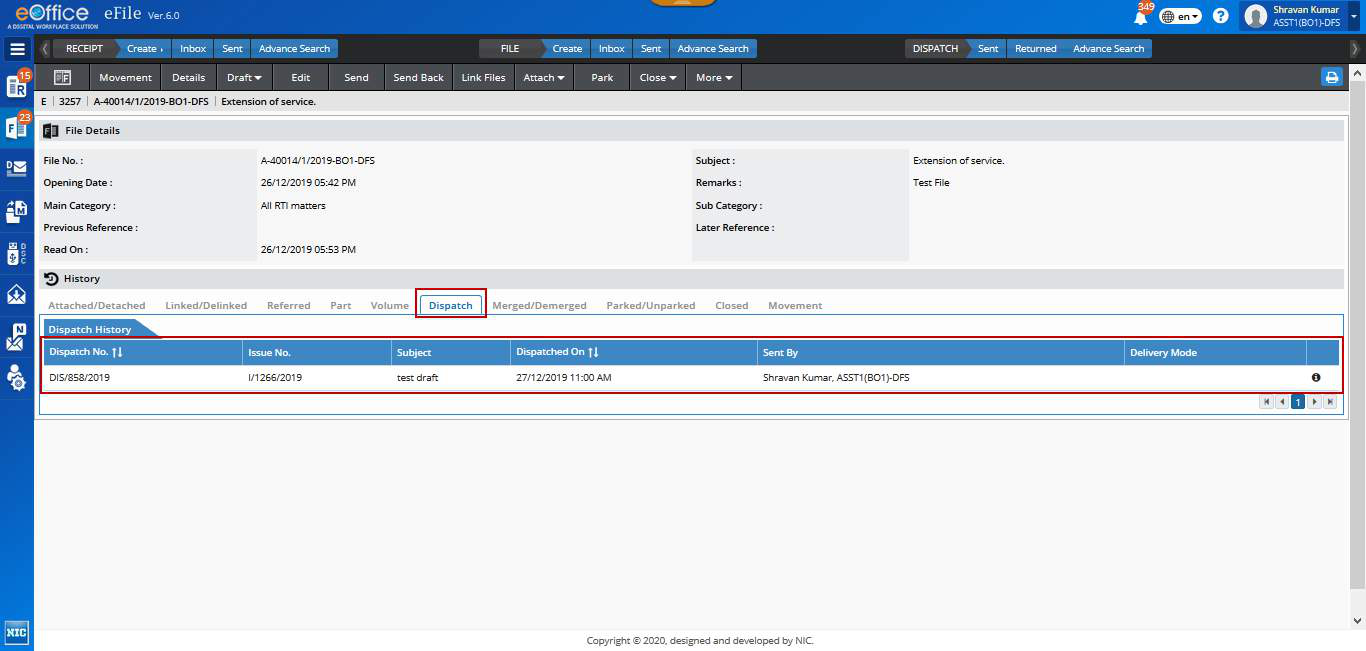 eOffice eFile Ver.6.0
A DIGITAL WORKPLACE SOLUTION
349
en
?
Shravan Kumar
ASST1(BO1)-DFS
RECEIPT Create Inbox Sent Advance Search
FILE Create Inbox Sent Advance Search
DISPATCH Sent Returned Advance Search
15
R
23
F
D
M
DSC
N
NIC
F Movement Details Draft Edit Send Send Back Link Files Attach Park Close More
E 3257 A-40014/1/2019-BO1-DFS Extension of service.
File Details
File No. : A-40014/1/2019-BO1-DFS Subject : Extension of service.
Opening Date : 26/12/2019 05:42 PM Remarks : Test File
Main Category : All RTI matters Sub Category :
Previous Reference : Later Reference :
Read On : 26/12/2019 05:53 PM
History
Attached/Detached Linked/Delinked Referred Part Volume Dispatch Merged/Demerged Parked/Unparked Closed Movement
Dispatch History
Dispatch No. Issue No. Subject Dispatched On Sent By Delivery Mode
DIS/858/2019 I/1266/2019 test draft 27/12/2019 11:00 AM Shravan Kumar, ASST1(BO1)-DFS
1
Copyright © 2020, designed and developed by NIC.